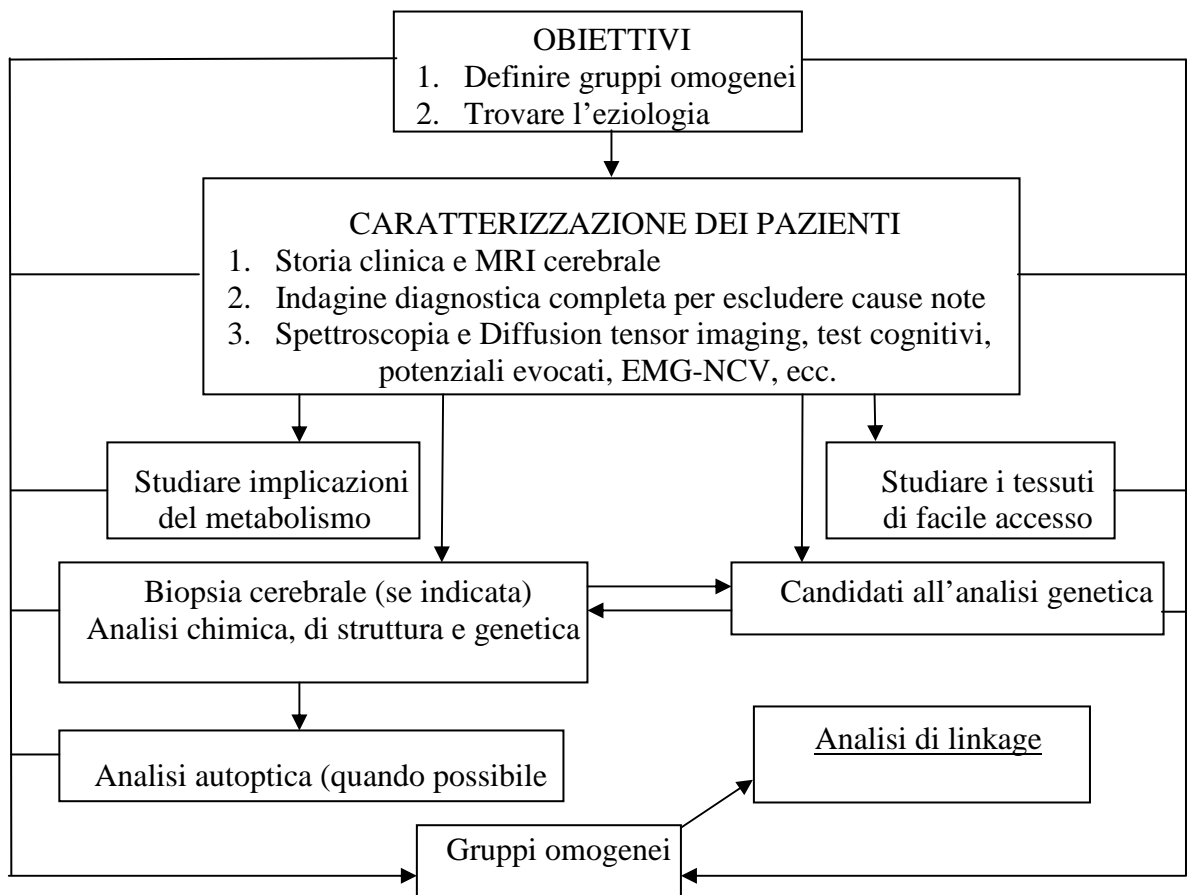 OBIETTIVI
1. Definire gruppi omogenei
2. Trovare l’eziologia
CARATTERIZZAZIONE DEI PAZIENTI
1. Storia clinica e MRI cerebrale
2. Indagine diagnostica completa per escludere cause note
3. Spettroscopia e Diffusion tensor imaging, test cognitivi,
potenziali evocati, EMG-NCV, ecc.
Studiare implicazioni
del metabolismo
Studiare i tessuti
di facile accesso
Biopsia cerebrale (se indicata)
Analisi chimica, di struttura e genetica
Candidati all’analisi genetica
Analisi di linkage
Analisi autoptica (quando possibile
Gruppi omogenei